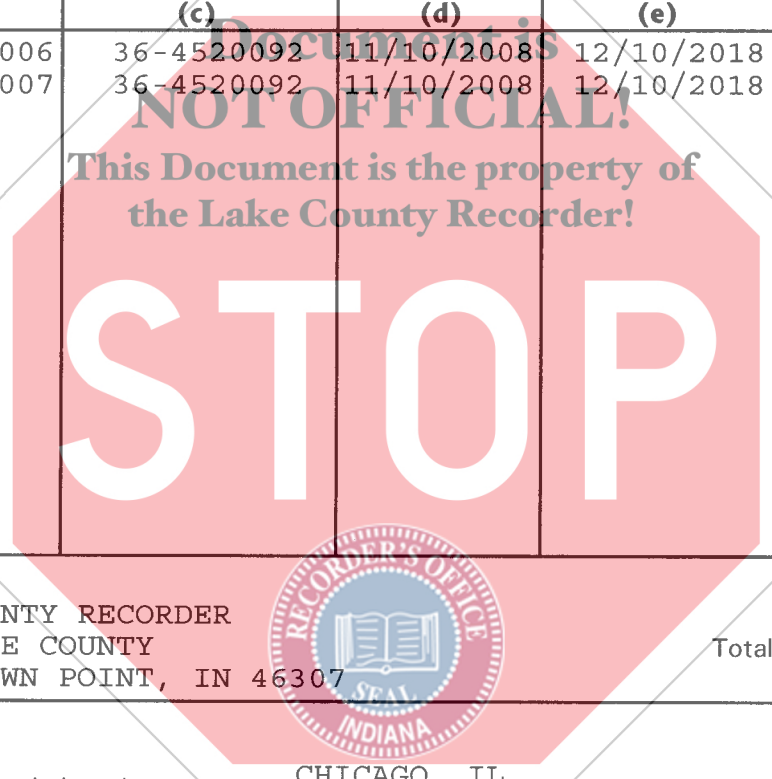 (c) (d) (e)
Document is
006 36-4520092 11/10/2008 12/10/2018
007 36-4520092 11/10/2008 12/10/2018
NOT OFFICIAL!
This Document is the property of
the Lake County Recorder!
STOP
RECORDER'S OFFICE
NTY RECORDER
E COUNTY
Total
WN POINT, IN 46307
SEAL
INDIANA
CHICAGO, IL